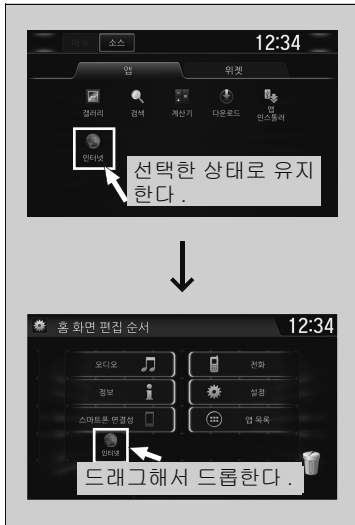 메뉴 소스 12:34
앱 위젯
갤러리 검색 계산기 다운로드 앱 인스톨러
인터넷
선택한 상태로 유지
한다 .
홈 화면 편집 순서 12:34
오디오 전화
정보 설정
스마트폰 연결성 앱 목록
인터넷
드래그해서 드롭한다 .